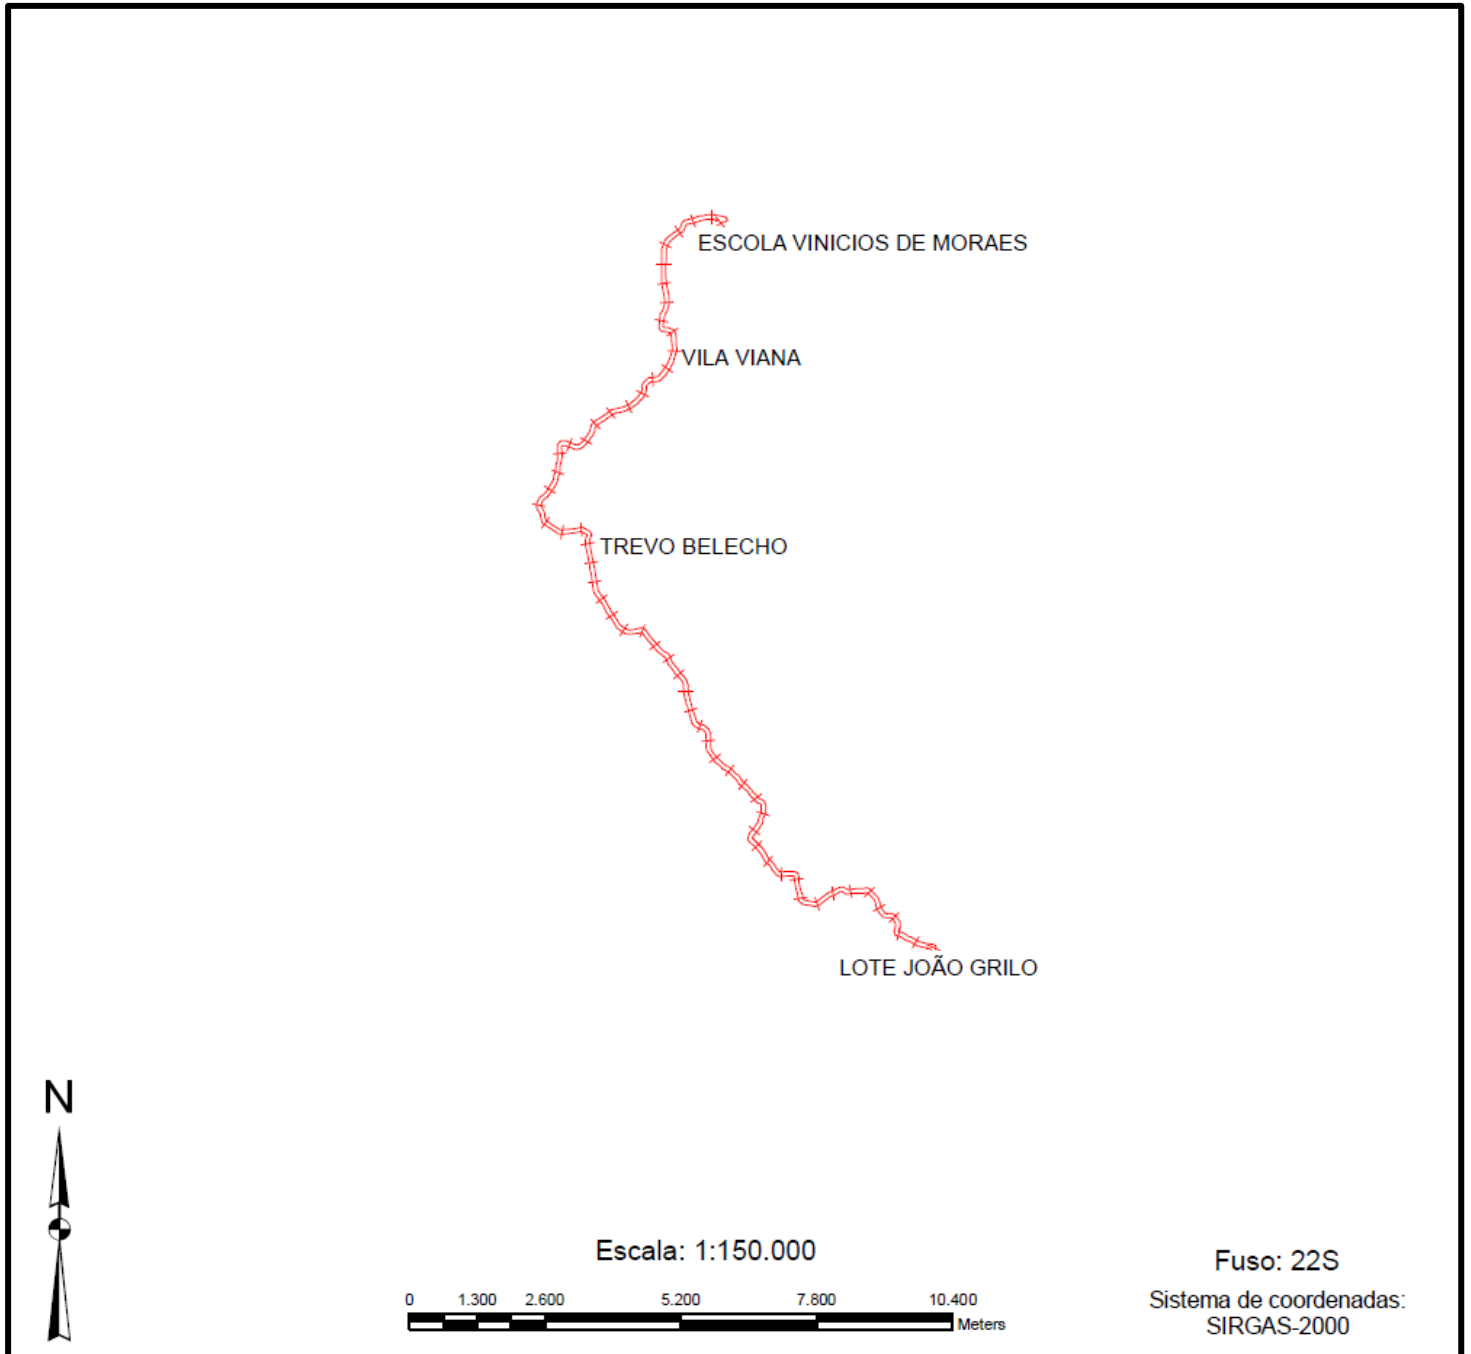 ESCOLA VINICIOS DE MORAES
VILA VIANA
TREVO BELECHO
LOTE JOÃO GRILO
N
Escala: 1:150.000
0 1.300 2.600 5.200 7.800 10.400
Meters
Fuso: 22S
Sistema de coordenadas:
SIRGAS-2000